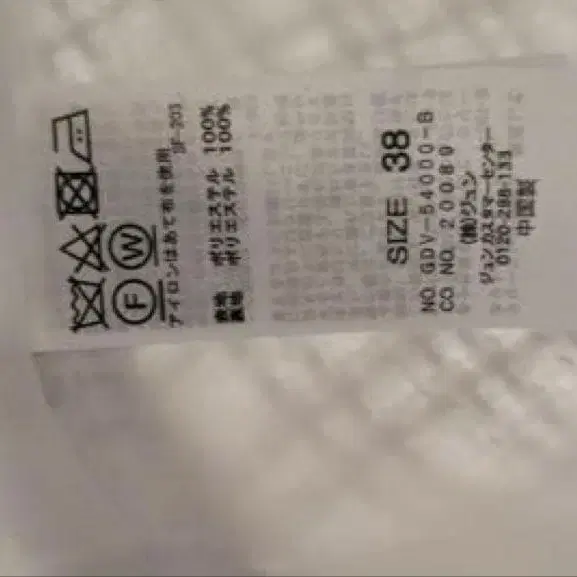 F W
アイロンはあて布を使用
表地 ポリエステル 100%
裏地 ポリエステル 100%
SIZE 38
NO GDV-54000-B
CO NO. 20089
(株)ジュン
ジュンカスタマーセンター
0120-298-133
中国製